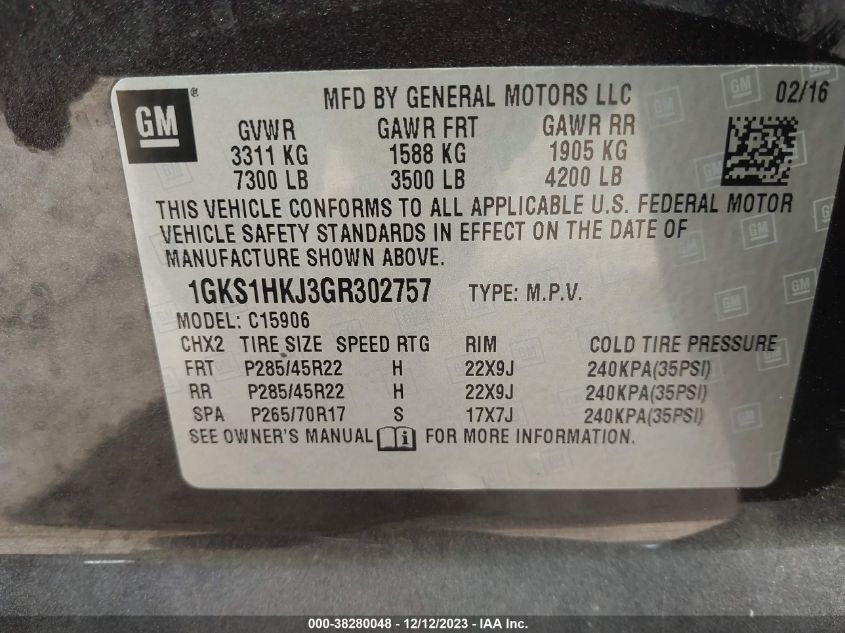 GM ® MFD BY GENERAL MOTORS LLC 02/16
GVWR GAWR FRT GAWR RR
3311 KG 1588 KG 1905 KG
7300 LB 3500 LB 4200 LB
THIS VEHICLE CONFORMS TO ALL APPLICABLE U.S. FEDERAL MOTOR
VEHICLE SAFETY STANDARDS IN EFFECT ON THE DATE OF
MANUFACTURE SHOWN ABOVE.
1GKS1HKJ3GR302757 TYPE: M.P.V.
MODEL: C15906
CHX2 TIRE SIZE SPEED RTG RIM COLD TIRE PRESSURE
FRT P285/45R22 H 22X9J 240KPA(35PSI)
RR P285/45R22 H 22X9J 240KPA(35PSI)
SPA P265/70R17 S 17X7J 240KPA(35PSI)
SEE OWNER'S MANUAL FOR MORE INFORMATION.
000-38280048 - 12/12/2023 - IAA Inc.